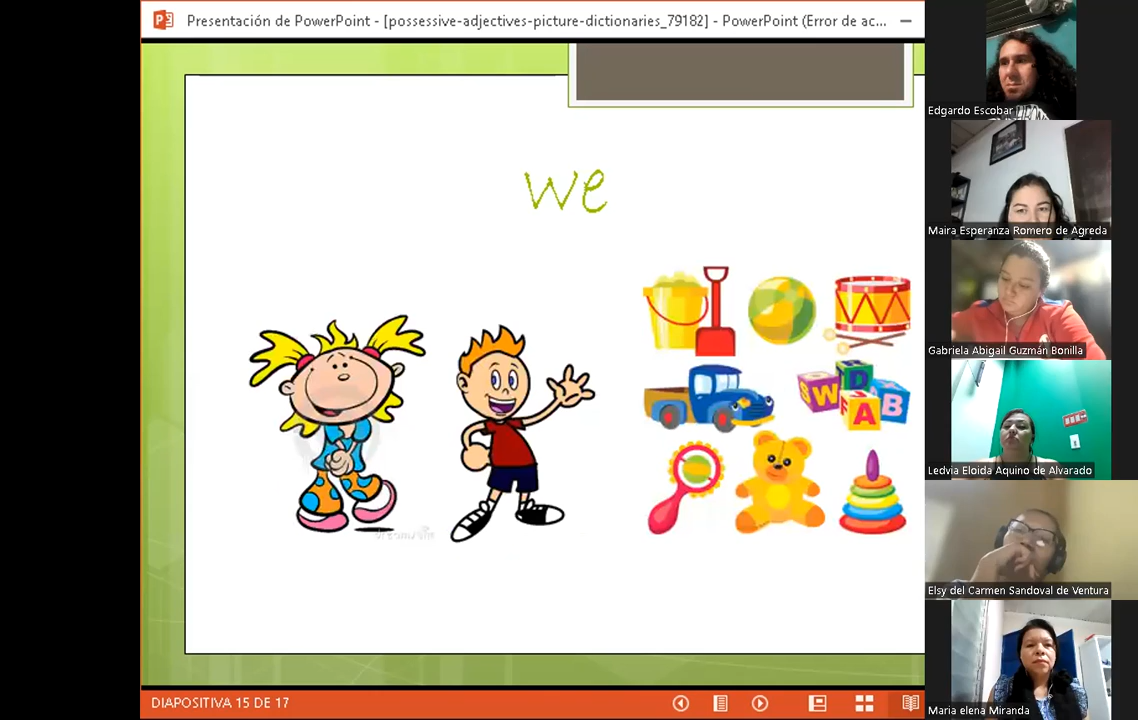 Presentación de PowerPoint - [possessive-adjectives-picture-dictionaries_79182] - PowerPoint (Error de ac...
we
S W D A B
DIAPOSITIVA 15 DE 17
Edgardo Escobar
Maira Esperanza Romero de Agreda
Gabriela Abigail Guzmán Bonilla
Ledvia Eloida Aquino de Alvarado
Elsy del Carmen Sandoval de Ventura
Maria elena Miranda